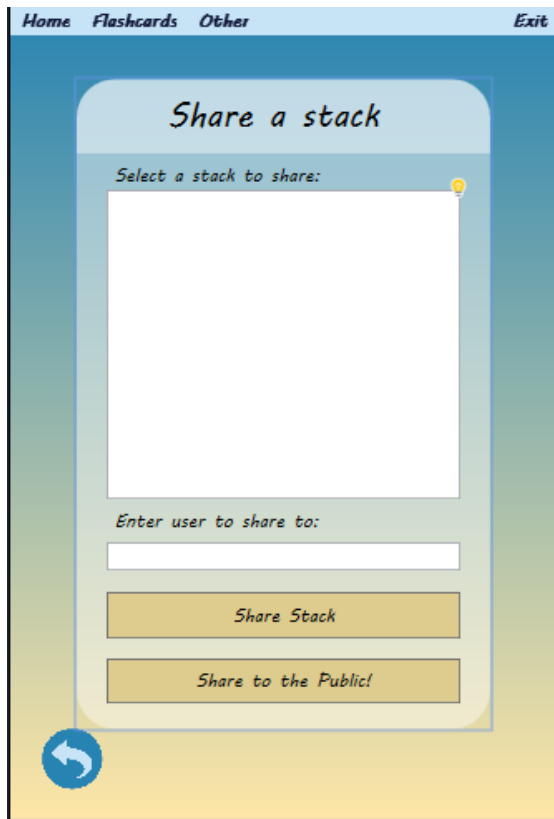 Home Flashcards Other Exit
Share a stack
Select a stack to share:
Enter user to share to:
Share Stack
Share to the Public!